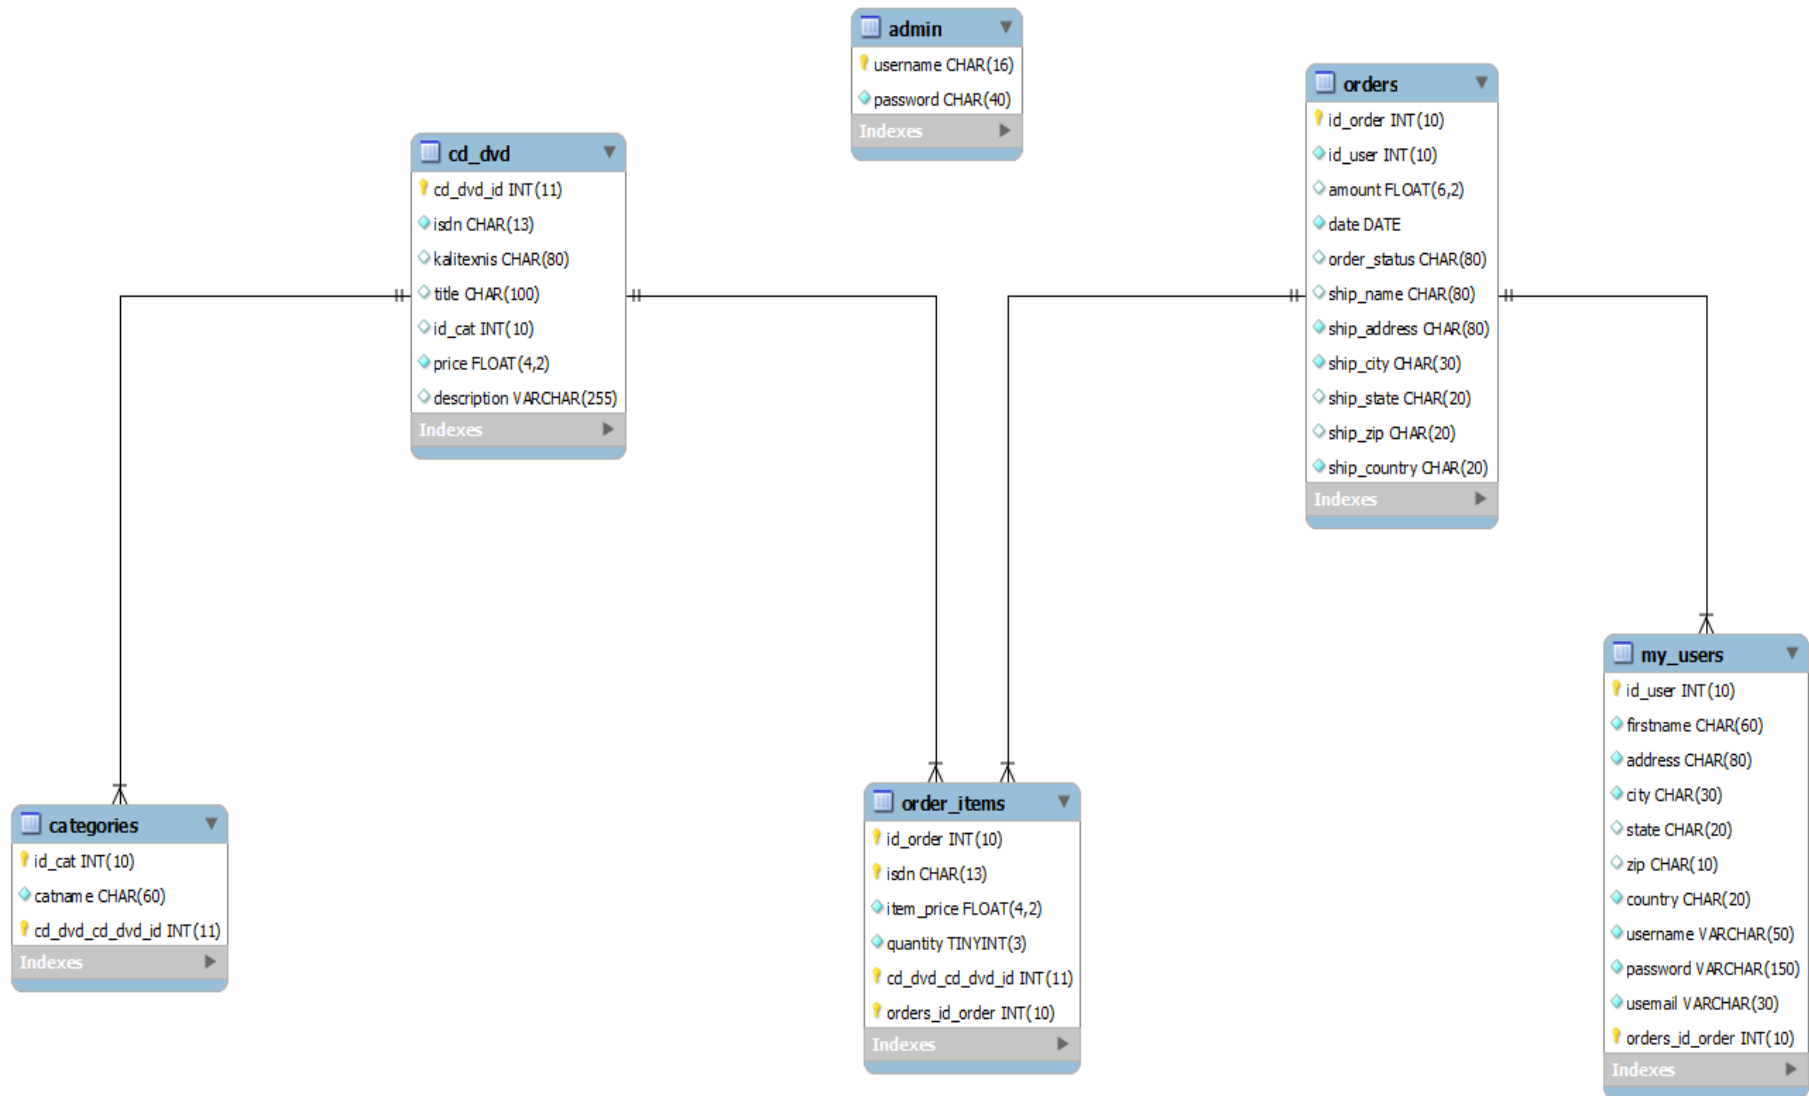 admin
username CHAR(16)
password CHAR(40)
Indexes
cd_dvd
cd_dvd_id INT(11)
isdn CHAR(13)
kalitexnis CHAR(80)
title CHAR(100)
id_cat INT(10)
price FLOAT(4,2)
description VARCHAR(255)
Indexes
orders
id_order INT(10)
id_user INT(10)
amount FLOAT(6,2)
date DATE
order_status CHAR(80)
ship_name CHAR(80)
ship_address CHAR(80)
ship_city CHAR(30)
ship_state CHAR(20)
ship_zip CHAR(20)
ship_country CHAR(20)
Indexes
categories
id_cat INT(10)
catname CHAR(60)
cd_dvd_cd_dvd_id INT(11)
Indexes
order_items
id_order INT(10)
isdn CHAR(13)
item_price FLOAT(4,2)
quantity TINYINT(3)
cd_dvd_cd_dvd_id INT(11)
orders_id_order INT(10)
Indexes
my_users
id_user INT(10)
firstname CHAR(60)
address CHAR(80)
city CHAR(30)
state CHAR(20)
zip CHAR(10)
country CHAR(20)
username VARCHAR(50)
password VARCHAR(150)
usemail VARCHAR(30)
orders_id_order INT(10)
Indexes